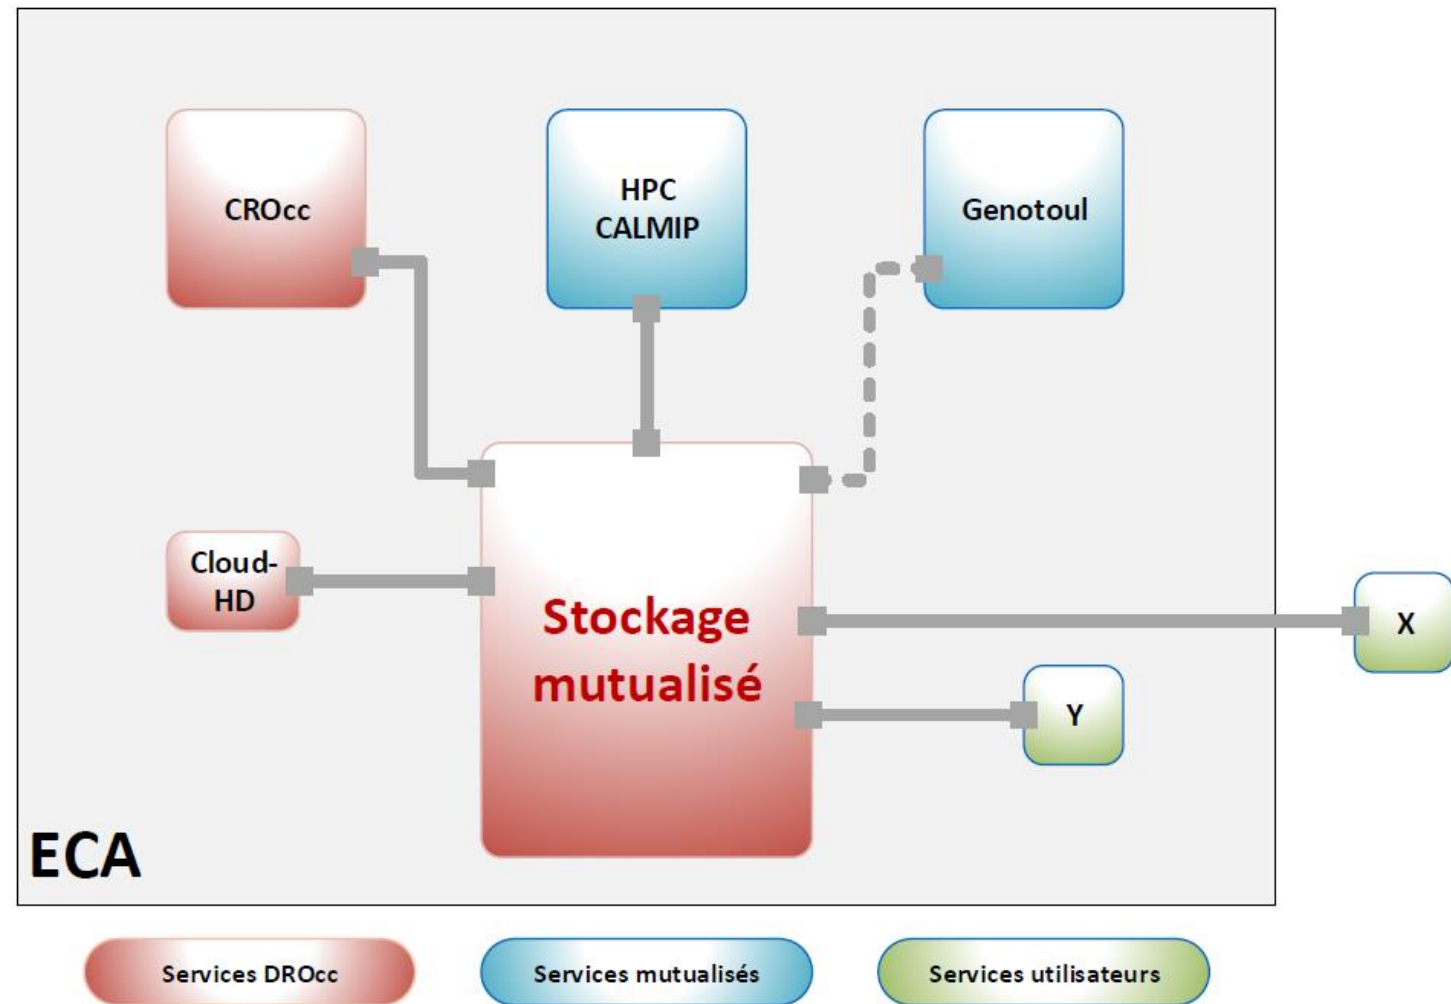 CROcc
HPC
CALMIP
Genotoul
Cloud-
HD
Stockage
mutualisé
X
Y
ECA
Services DROcc
Services mutualisés
Services utilisateurs